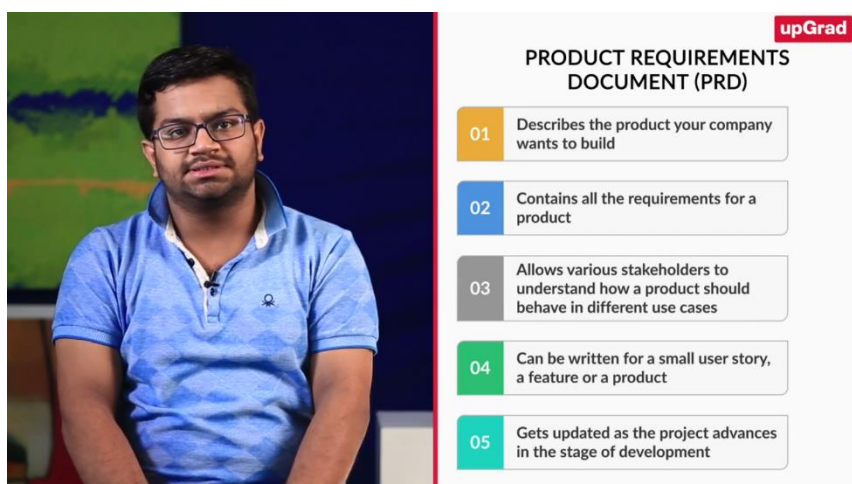 upGrad
PRODUCT REQUIREMENTS
DOCUMENT (PRD)
01
Describes the product your company
wants to build
02
Contains all the requirements for a
product
03
Allows various stakeholders to
understand how a product should
behave in different use cases
04
Can be written for a small user story,
a feature or a product
05
Gets updated as the project advances
in the stage of development